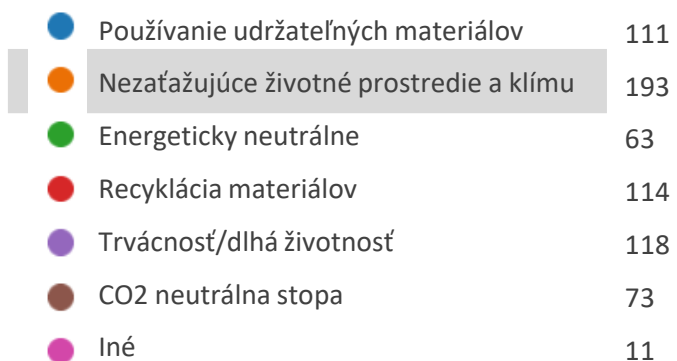 Používanie udržateľných materiálov 111
Nezaťažujúce životné prostredie a klímu 193
Energeticky neutrálne 63
Recyklácia materiálov 114
Trvácnosť/dlhá životnosť 118
CO2 neutrálna stopa 73
Iné 11